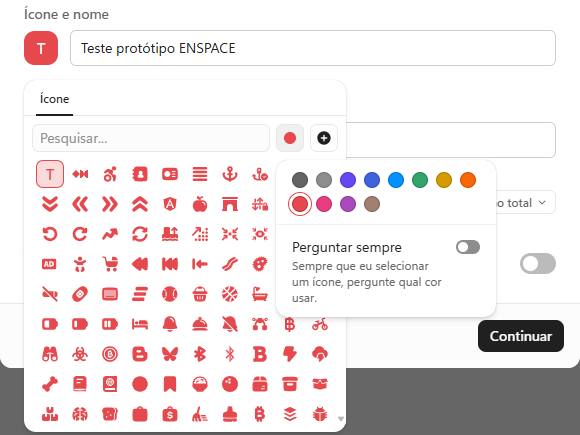 Ícone e nome
T
Teste protótipo ENSPACE
Ícone
Pesquisar...
T
o total
Perguntar sempre
Sempre que eu selecionar
um ícone, pergunte qual cor
usar.
AD
Continuar